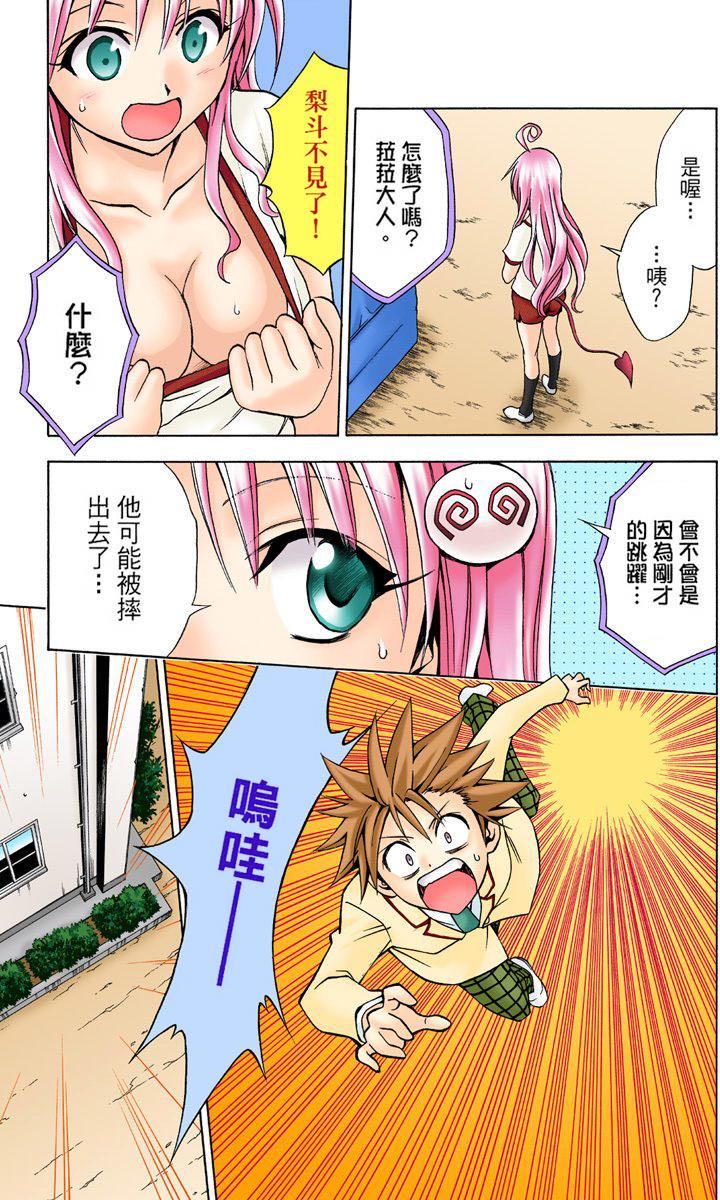 是喔…
…咦？
怎麼了嗎？
菈菈大人。
梨斗不見了！
什麼？
會不會是
因為剛才
的跳躍…
他可能被摔
出去了…
嗚哇──